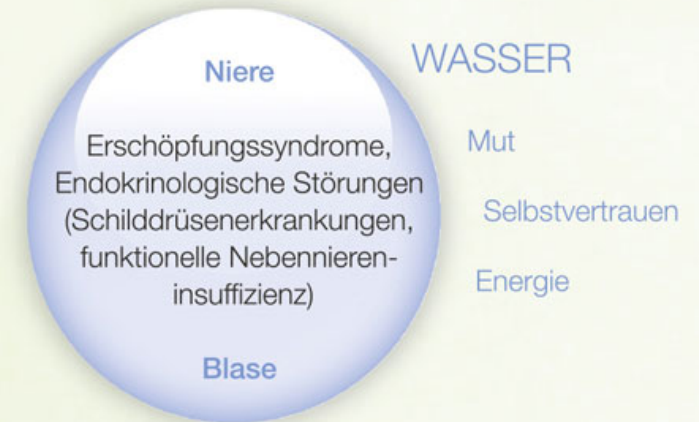 Niere
WASSER
Erschöpfungssyndrome,
Endokrinologische Störungen
(Schilddrüsenerkrankungen,
funktionelle Nebennieren-
insuffizienz)
Blase
Mut
Selbstvertrauen
Energie